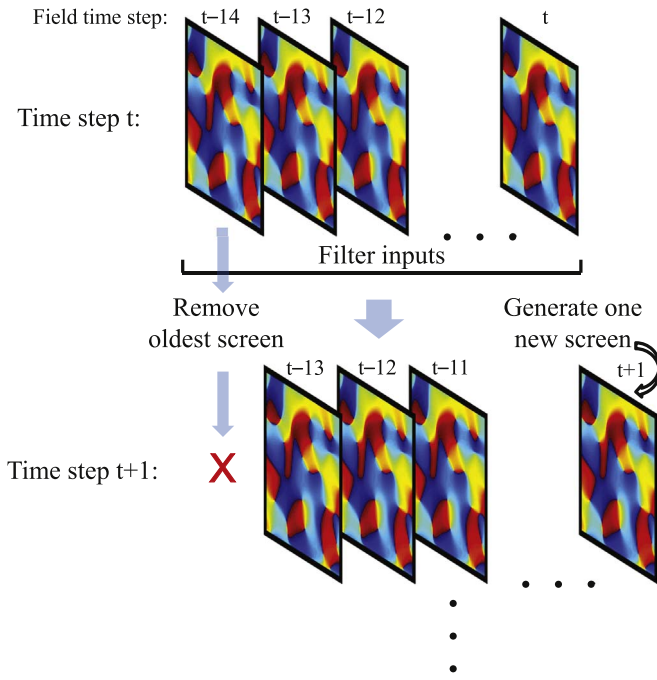 Field time step: t−14 t−13 t−12 t
Time step t:
Filter inputs
Remove
oldest screen
Generate one
new screen
t−13 t−12 t−11 t+1
Time step t+1: X